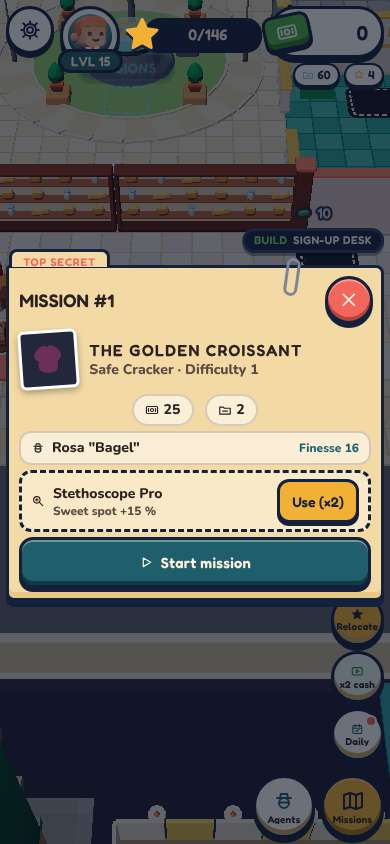 0/146
0
LVL 15
IONS
60
4
10
BUILD SIGN-UP DESK
TOP SECRET
MISSION #1
THE GOLDEN CROISSANT
Safe Cracker · Difficulty 1
25
2
Rosa "Bagel"
Finesse 16
Stethoscope Pro
Sweet spot +15 %
Use (x2)
Start mission
Relocate
x2 cash
Daily
Agents
Missions